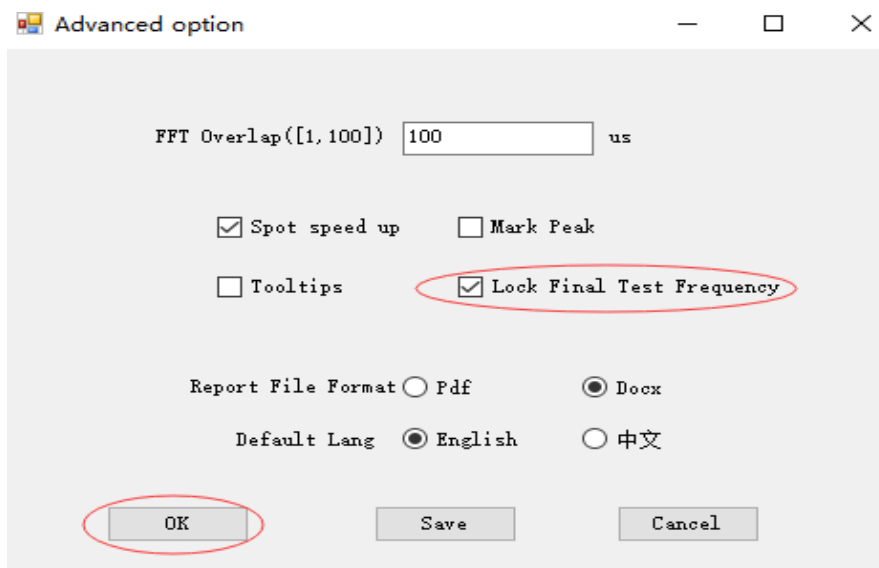 Advanced option
FFT Overlap([1,100]) 100 us
Spot speed up Mark Peak
Tooltips Lock Final Test Frequency
Report File Format Pdf Docx
Default Lang English 中文
OK Save Cancel